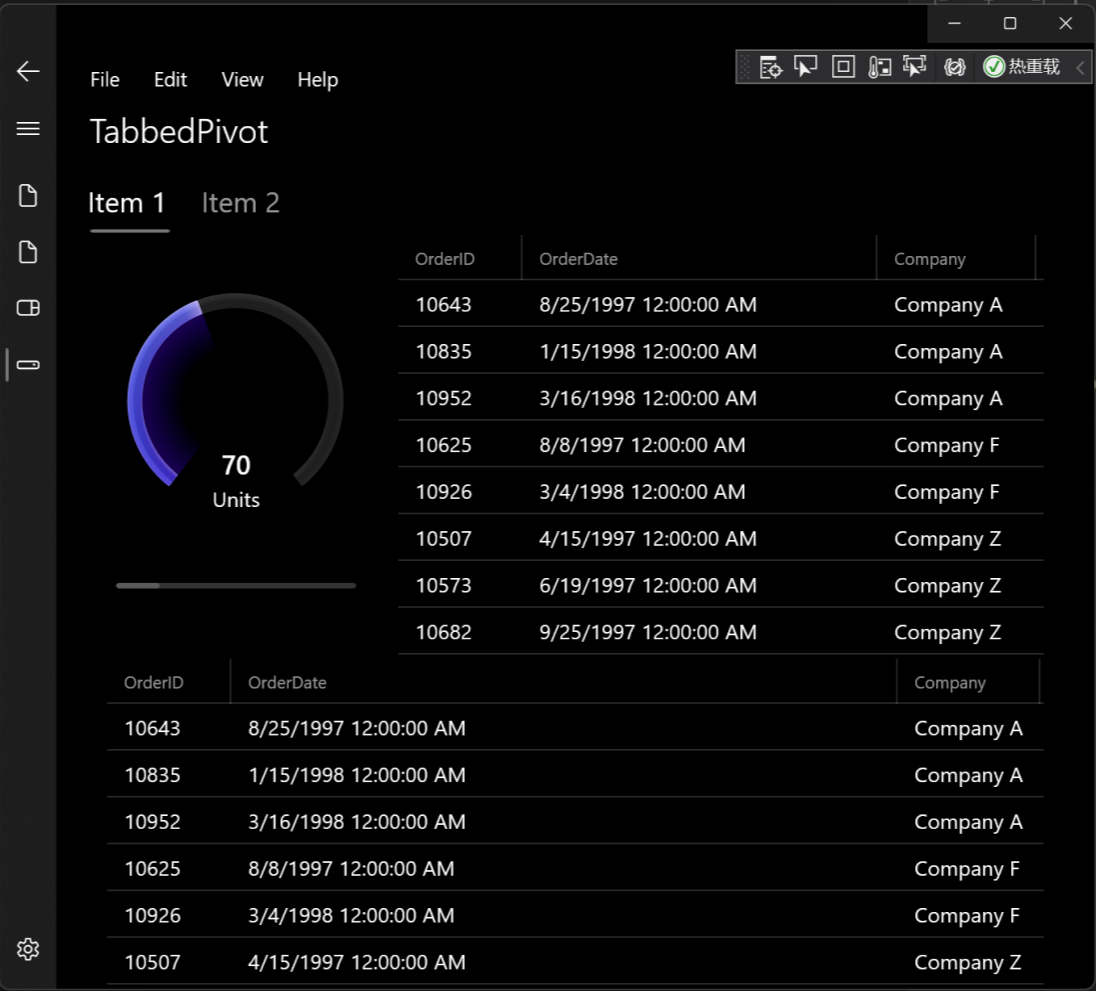 热重载
File Edit View Help
TabbedPivot
Item 1 Item 2
70
Units
OrderID OrderDate Company
10643 8/25/1997 12:00:00 AM Company A
10835 1/15/1998 12:00:00 AM Company A
10952 3/16/1998 12:00:00 AM Company A
10625 8/8/1997 12:00:00 AM Company F
10926 3/4/1998 12:00:00 AM Company F
10507 4/15/1997 12:00:00 AM Company Z
10573 6/19/1997 12:00:00 AM Company Z
10682 9/25/1997 12:00:00 AM Company Z
OrderID OrderDate Company
10643 8/25/1997 12:00:00 AM Company A
10835 1/15/1998 12:00:00 AM Company A
10952 3/16/1998 12:00:00 AM Company A
10625 8/8/1997 12:00:00 AM Company F
10926 3/4/1998 12:00:00 AM Company F
10507 4/15/1997 12:00:00 AM Company Z